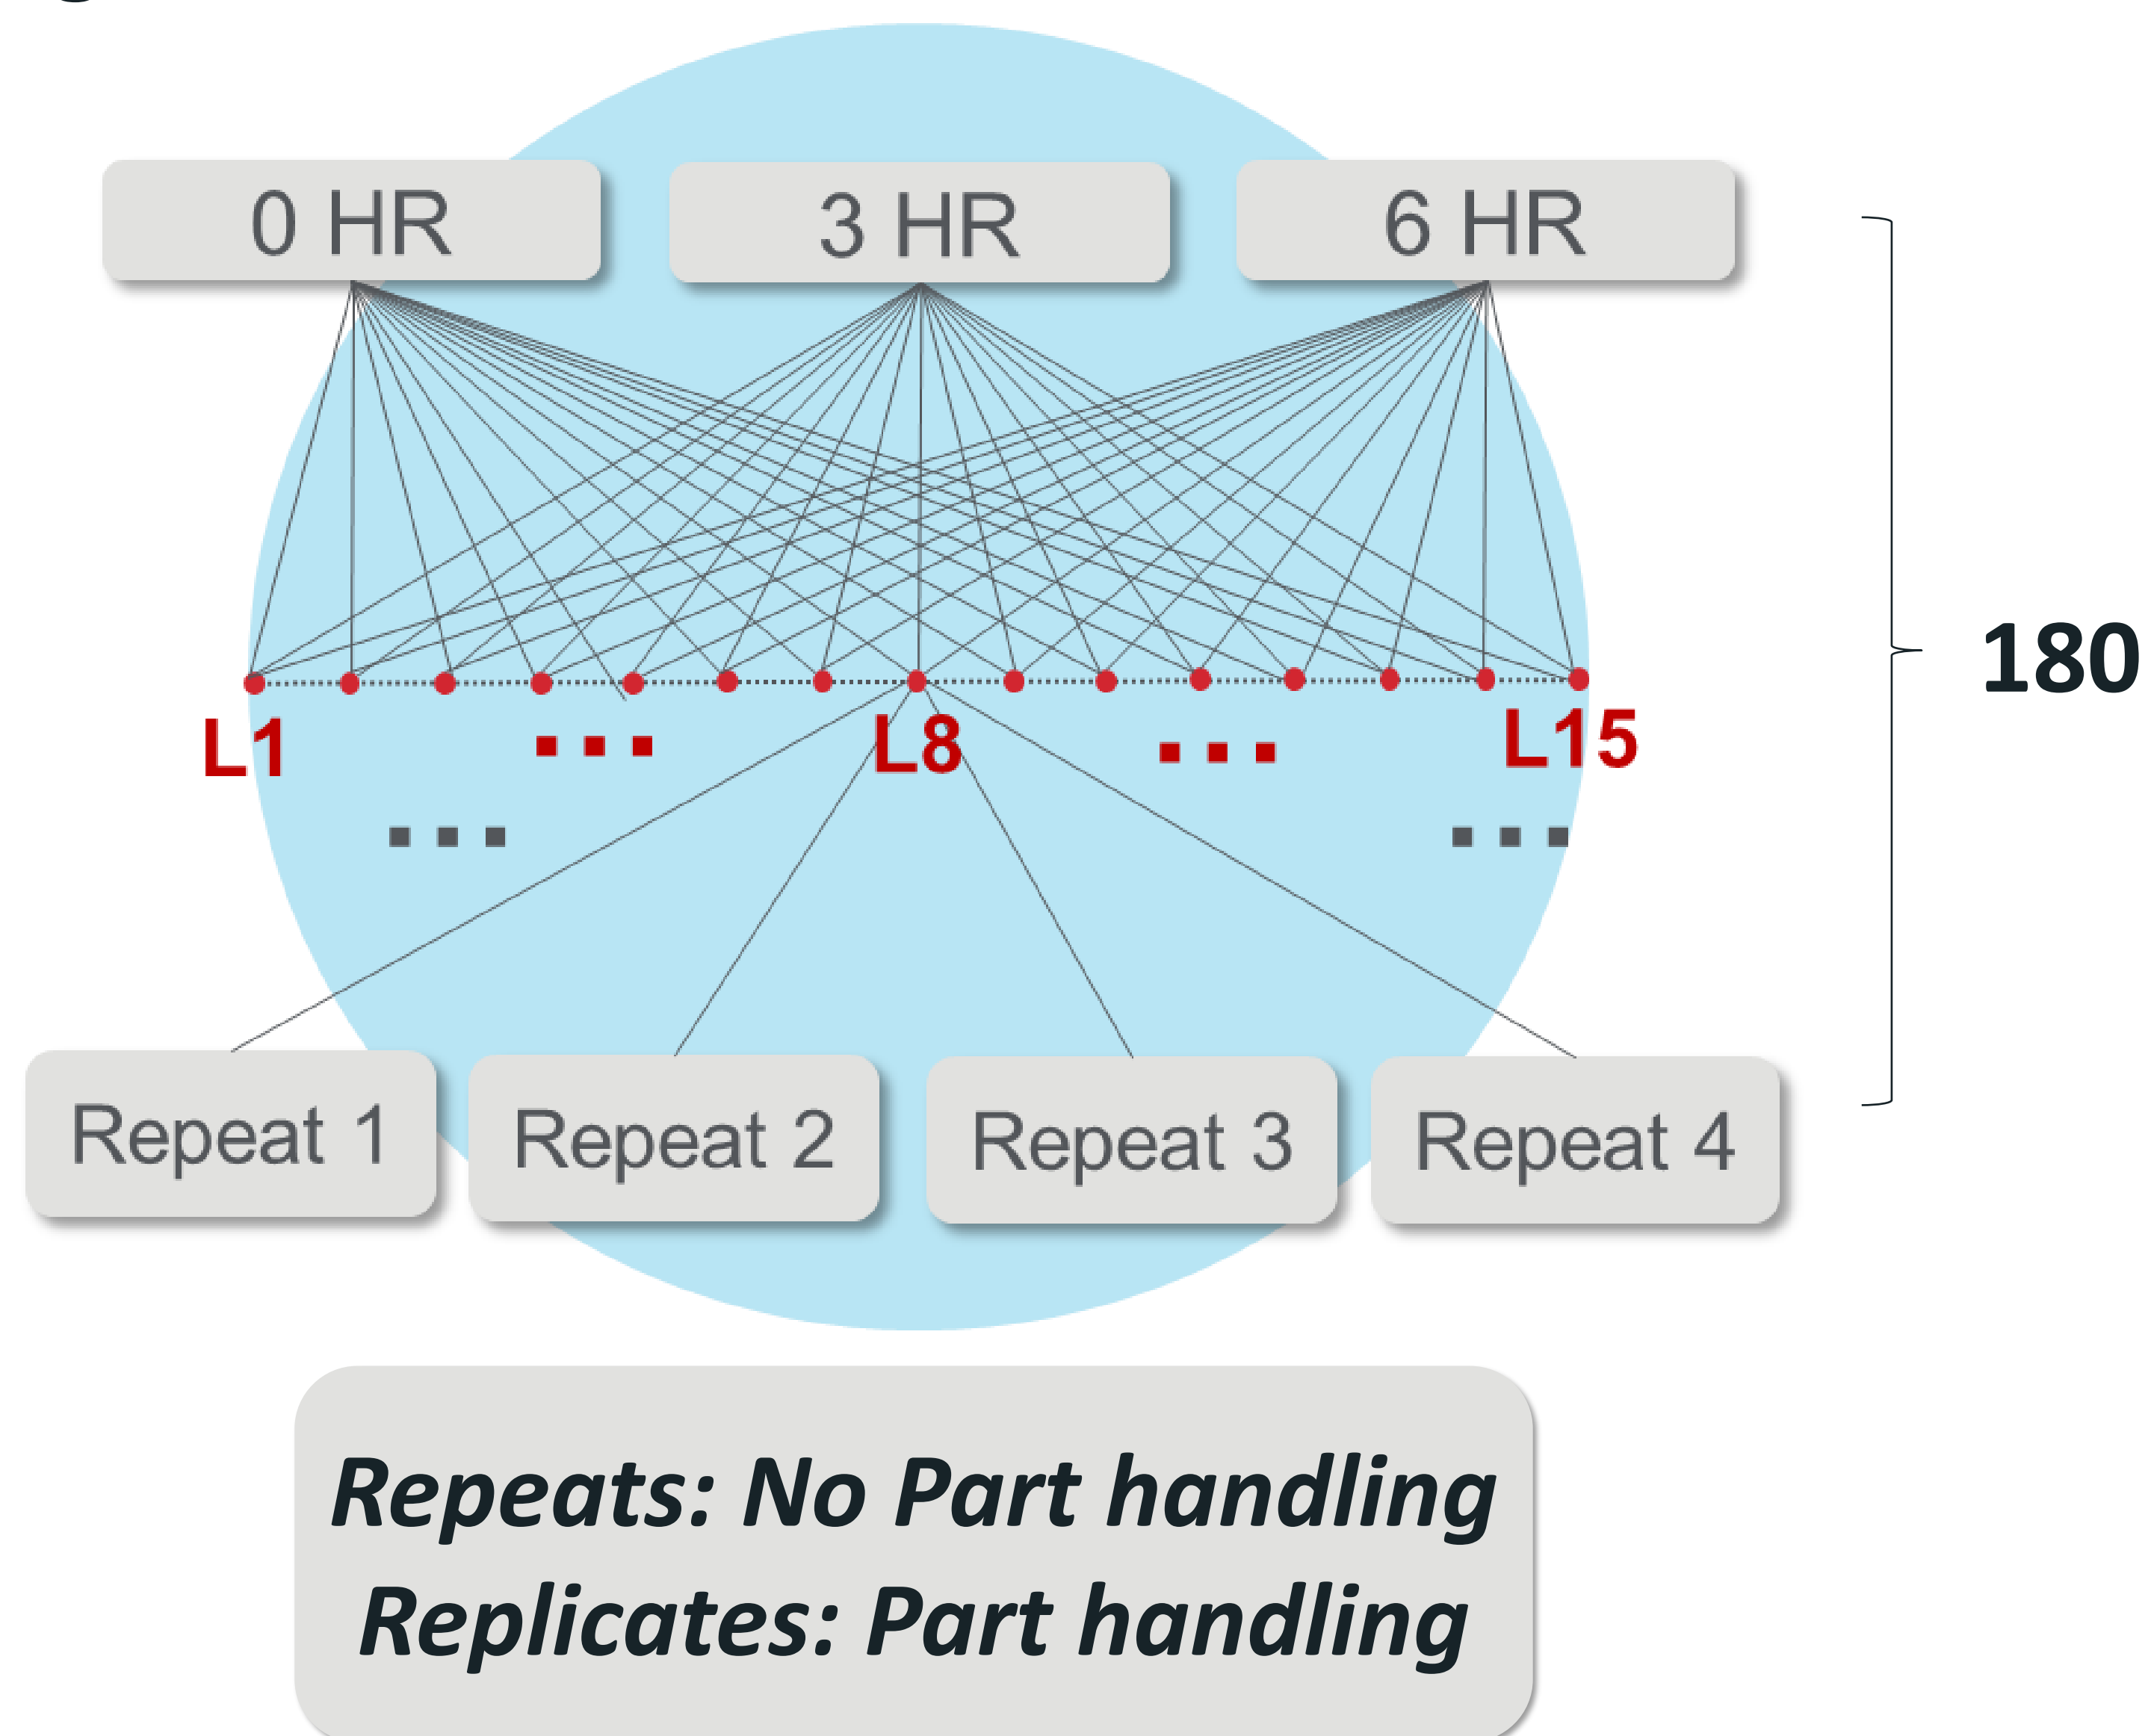 0 HR
3 HR
6 HR
180
L1
...
L8
...
L15
...
...
Repeat 1
Repeat 2
Repeat 3
Repeat 4
Repeats: No Part handling
Replicates: Part handling